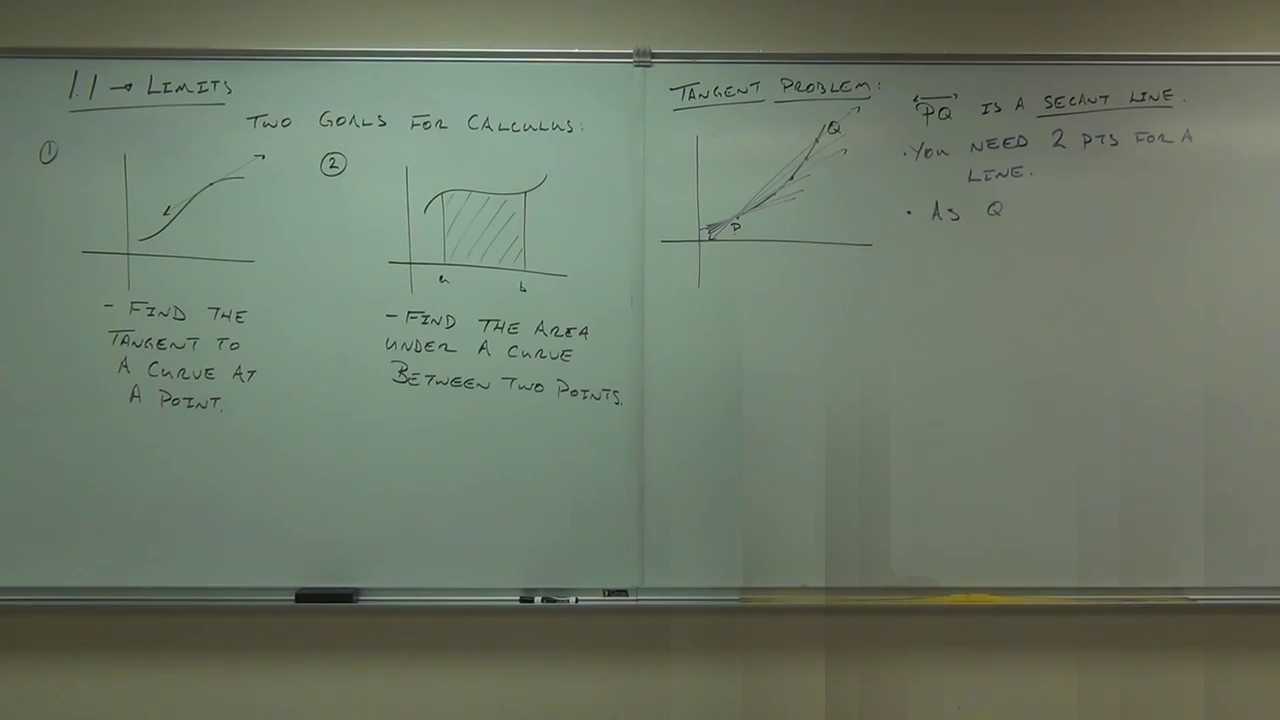 1.1 → LIMITS
TWO GOALS FOR CALCULUS:
①
②
a
b
- FIND THE
TANGENT TO
A CURVE AT
A POINT.
- FIND THE AREA
UNDER A CURVE
BETWEEN TWO POINTS.
TANGENT PROBLEM:
Q
P
PQ IS A SECANT LINE.
• YOU NEED 2 PTS FOR A
LINE.
• AS Q